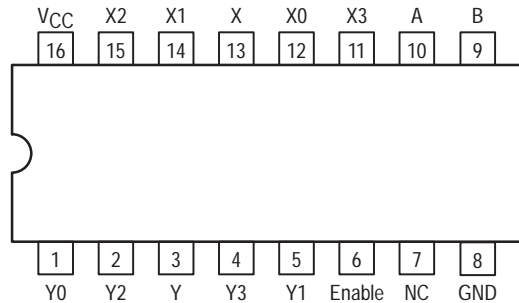 VCC X2 X1 X X0 X3 A B
16 15 14 13 12 11 10 9
1 2 3 4 5 6 7 8
Y0 Y2 Y Y3 Y1 Enable NC GND